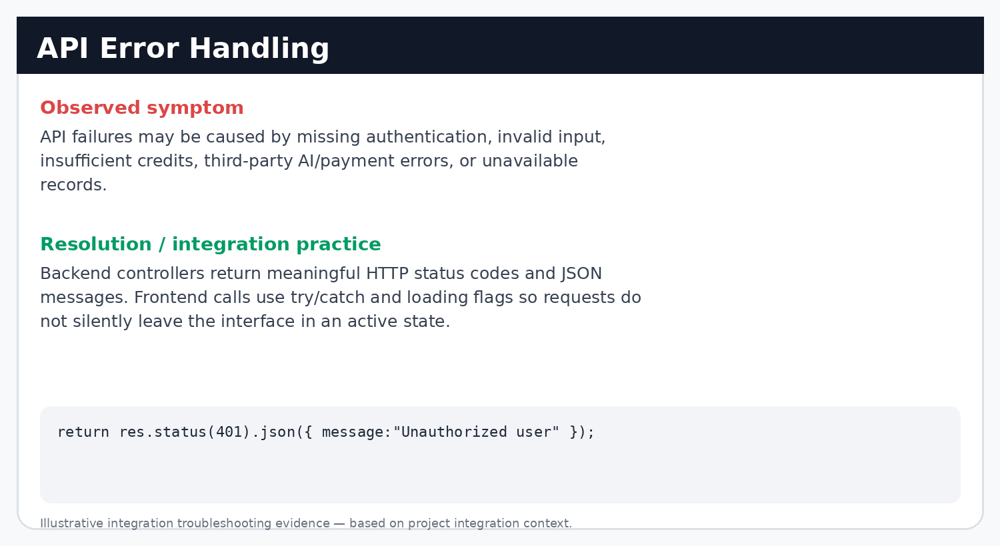 API Error Handling
Observed symptom
API failures may be caused by missing authentication, invalid input,
insufficient credits, third-party AI/payment errors, or unavailable
records.
Resolution / integration practice
Backend controllers return meaningful HTTP status codes and JSON
messages. Frontend calls use try/catch and loading flags so requests do
not silently leave the interface in an active state.
return res.status(401).json({ message:"Unauthorized user" });
Illustrative integration troubleshooting evidence — based on project integration context.